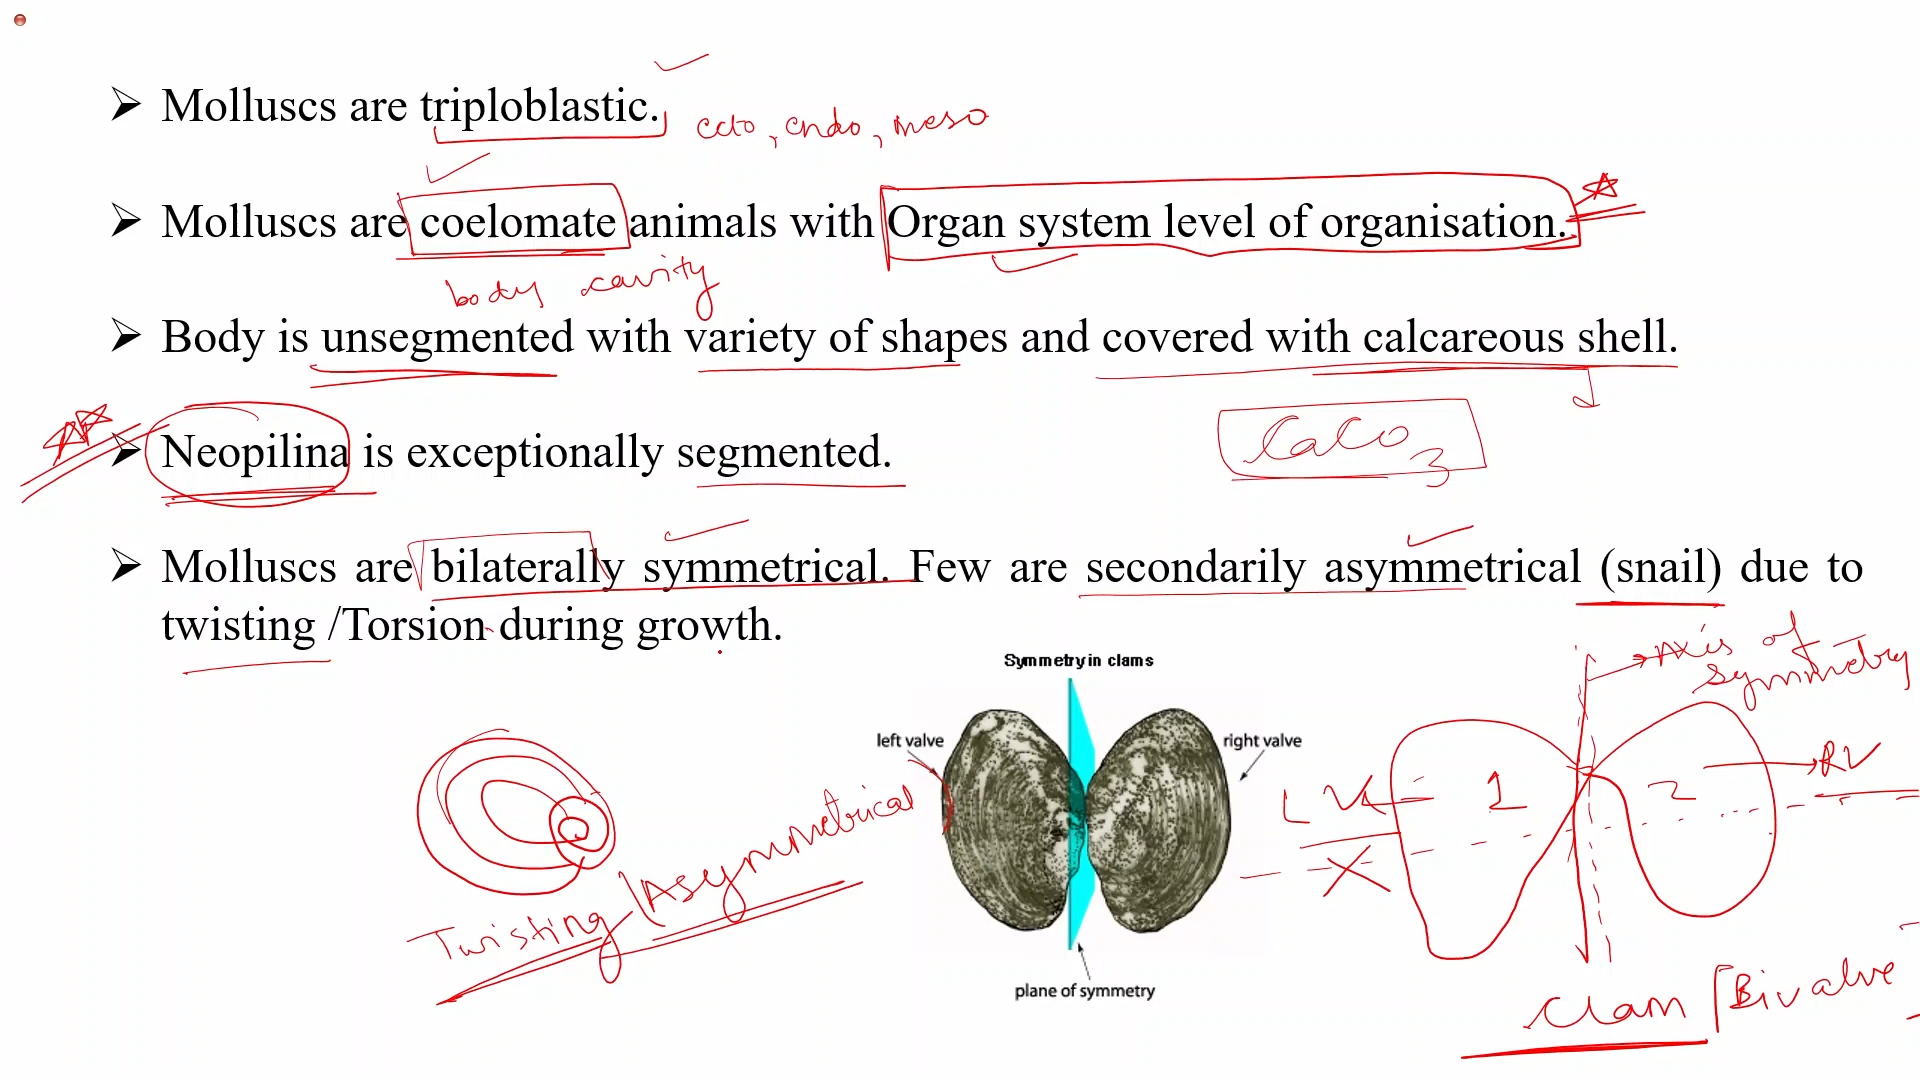 ➢ Molluscs are triploblastic.
ecto, endo, meso
➢ Molluscs are coelomate animals with Organ system level of organisation.
body cavity
➢ Body is unsegmented with variety of shapes and covered with calcareous shell.
CaCO3
➢ Neopilina is exceptionally segmented.
➢ Molluscs are bilaterally symmetrical. Few are secondarily asymmetrical (snail) due to
twisting /Torsion during growth.
Axis of
symmetry
Symmetry in clams
left valve
right valve
RV
LV
1
2
Twisting/Asymmetrical
plane of symmetry
Clam [Bivalve